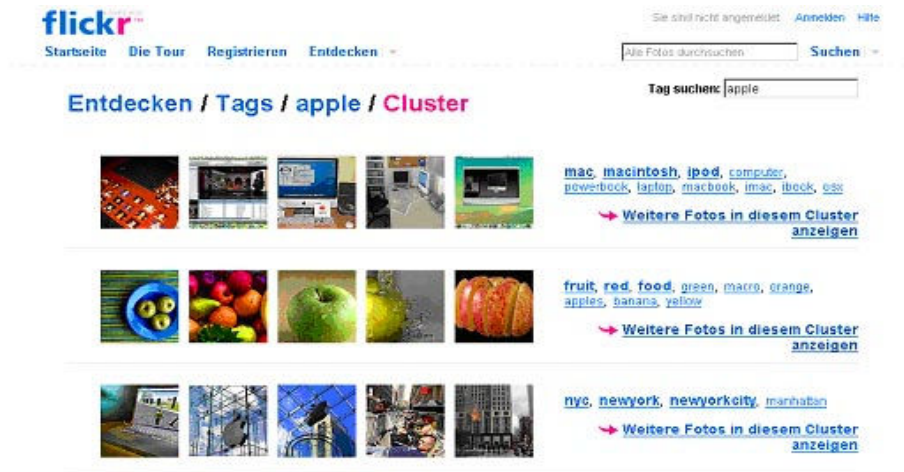 flickr
Sie sind nicht angemeldet Anmelden Hilfe
Startseite Die Tour Registrieren Entdecken
Alle Fotos durchsuchen Suchen
Tag suchen: apple
Entdecken / Tags / apple / Cluster
mac, macintosh, ipod, computer,
powerbook, laptop, macbook, imac, ibook, osx
Weitere Fotos in diesem Cluster
anzeigen
fruit, red, food, green, macro, orange,
apples, banana, yellow
Weitere Fotos in diesem Cluster
anzeigen
nyc, newyork, newyorkcity, manhattan
Weitere Fotos in diesem Cluster
anzeigen